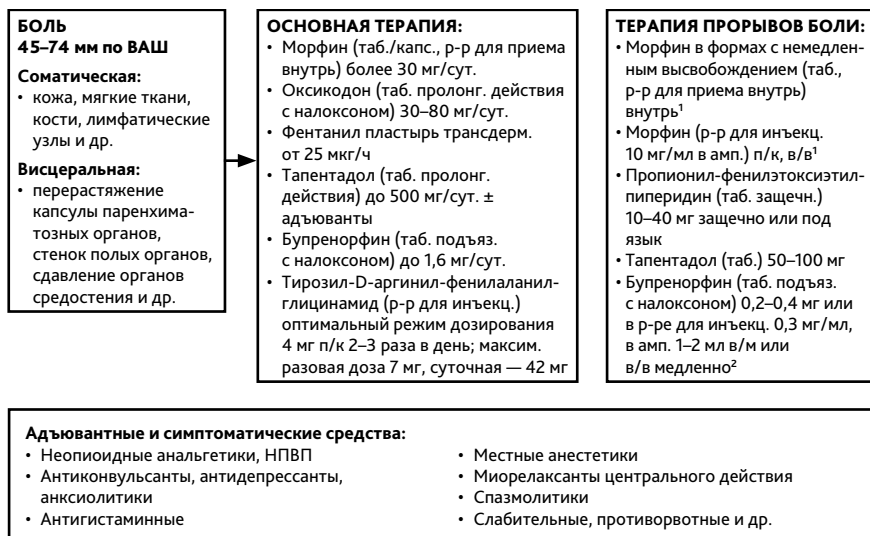 БОЛЬ
45–74 мм по ВАШ
Соматическая:
• кожа, мягкие ткани,
кости, лимфатические
узлы и др.
Висцеральная:
• перерастяжение
капсулы паренхима-
тозных органов,
стенок полых органов,
сдавление органов
средостения и др.
ОСНОВНАЯ ТЕРАПИЯ:
• Морфин (таб./капс., р-р для приема
внутрь) более 30 мг/сут.
• Оксикодон (таб. пролонг. действия
с налоксоном) 30–80 мг/сут.
• Фентанил пластырь трансдерм.
от 25 мкг/ч
• Тапентадол (таб. пролонг.
действия) до 500 мг/сут. ±
адъюванты
• Бупренорфин (таб. подъяз.
с налоксоном) до 1,6 мг/сут.
• Тирозил-D-аргинил-фенилаланил-
глицинамид (р-р для инъекц.)
оптимальный режим дозирования
4 мг п/к 2–3 раза в день; максим.
разовая доза 7 мг, суточная — 42 мг
ТЕРАПИЯ ПРОРЫВОВ БОЛИ:
• Морфин в формах с немедлен-
ным высвобождением (таб.,
р-р для приема внутрь)
внутрь¹
• Морфин (р-р для инъекц.
10 мг/мл в амп.) п/к, в/в¹
• Пропионил-фенилэтоксиэтил-
пиперидин (таб. защечн.)
10–40 мг защечно или под
язык
• Тапентадол (таб.) 50–100 мг
• Бупренорфин (таб. подъяз.
с налоксоном) 0,2–0,4 мг или
в р-ре для инъекц. 0,3 мг/мл,
в амп. 1–2 мл в/м или
в/в медленно²
Адъювантные и симптоматические средства:
• Неопиоидные анальгетики, НПВП
• Антиконвульсанты, антидепрессанты,
анксиолитики
• Антигистаминные
• Местные анестетики
• Миорелаксанты центрального действия
• Спазмолитики
• Слабительные, противорвотные и др.